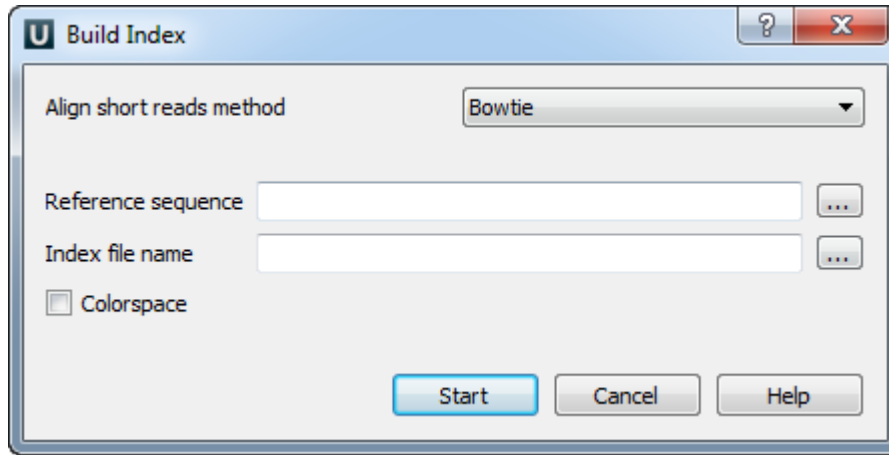 U Build Index ?
Align short reads method Bowtie
Reference sequence ...
Index file name ...
Colorspace
Start Cancel Help